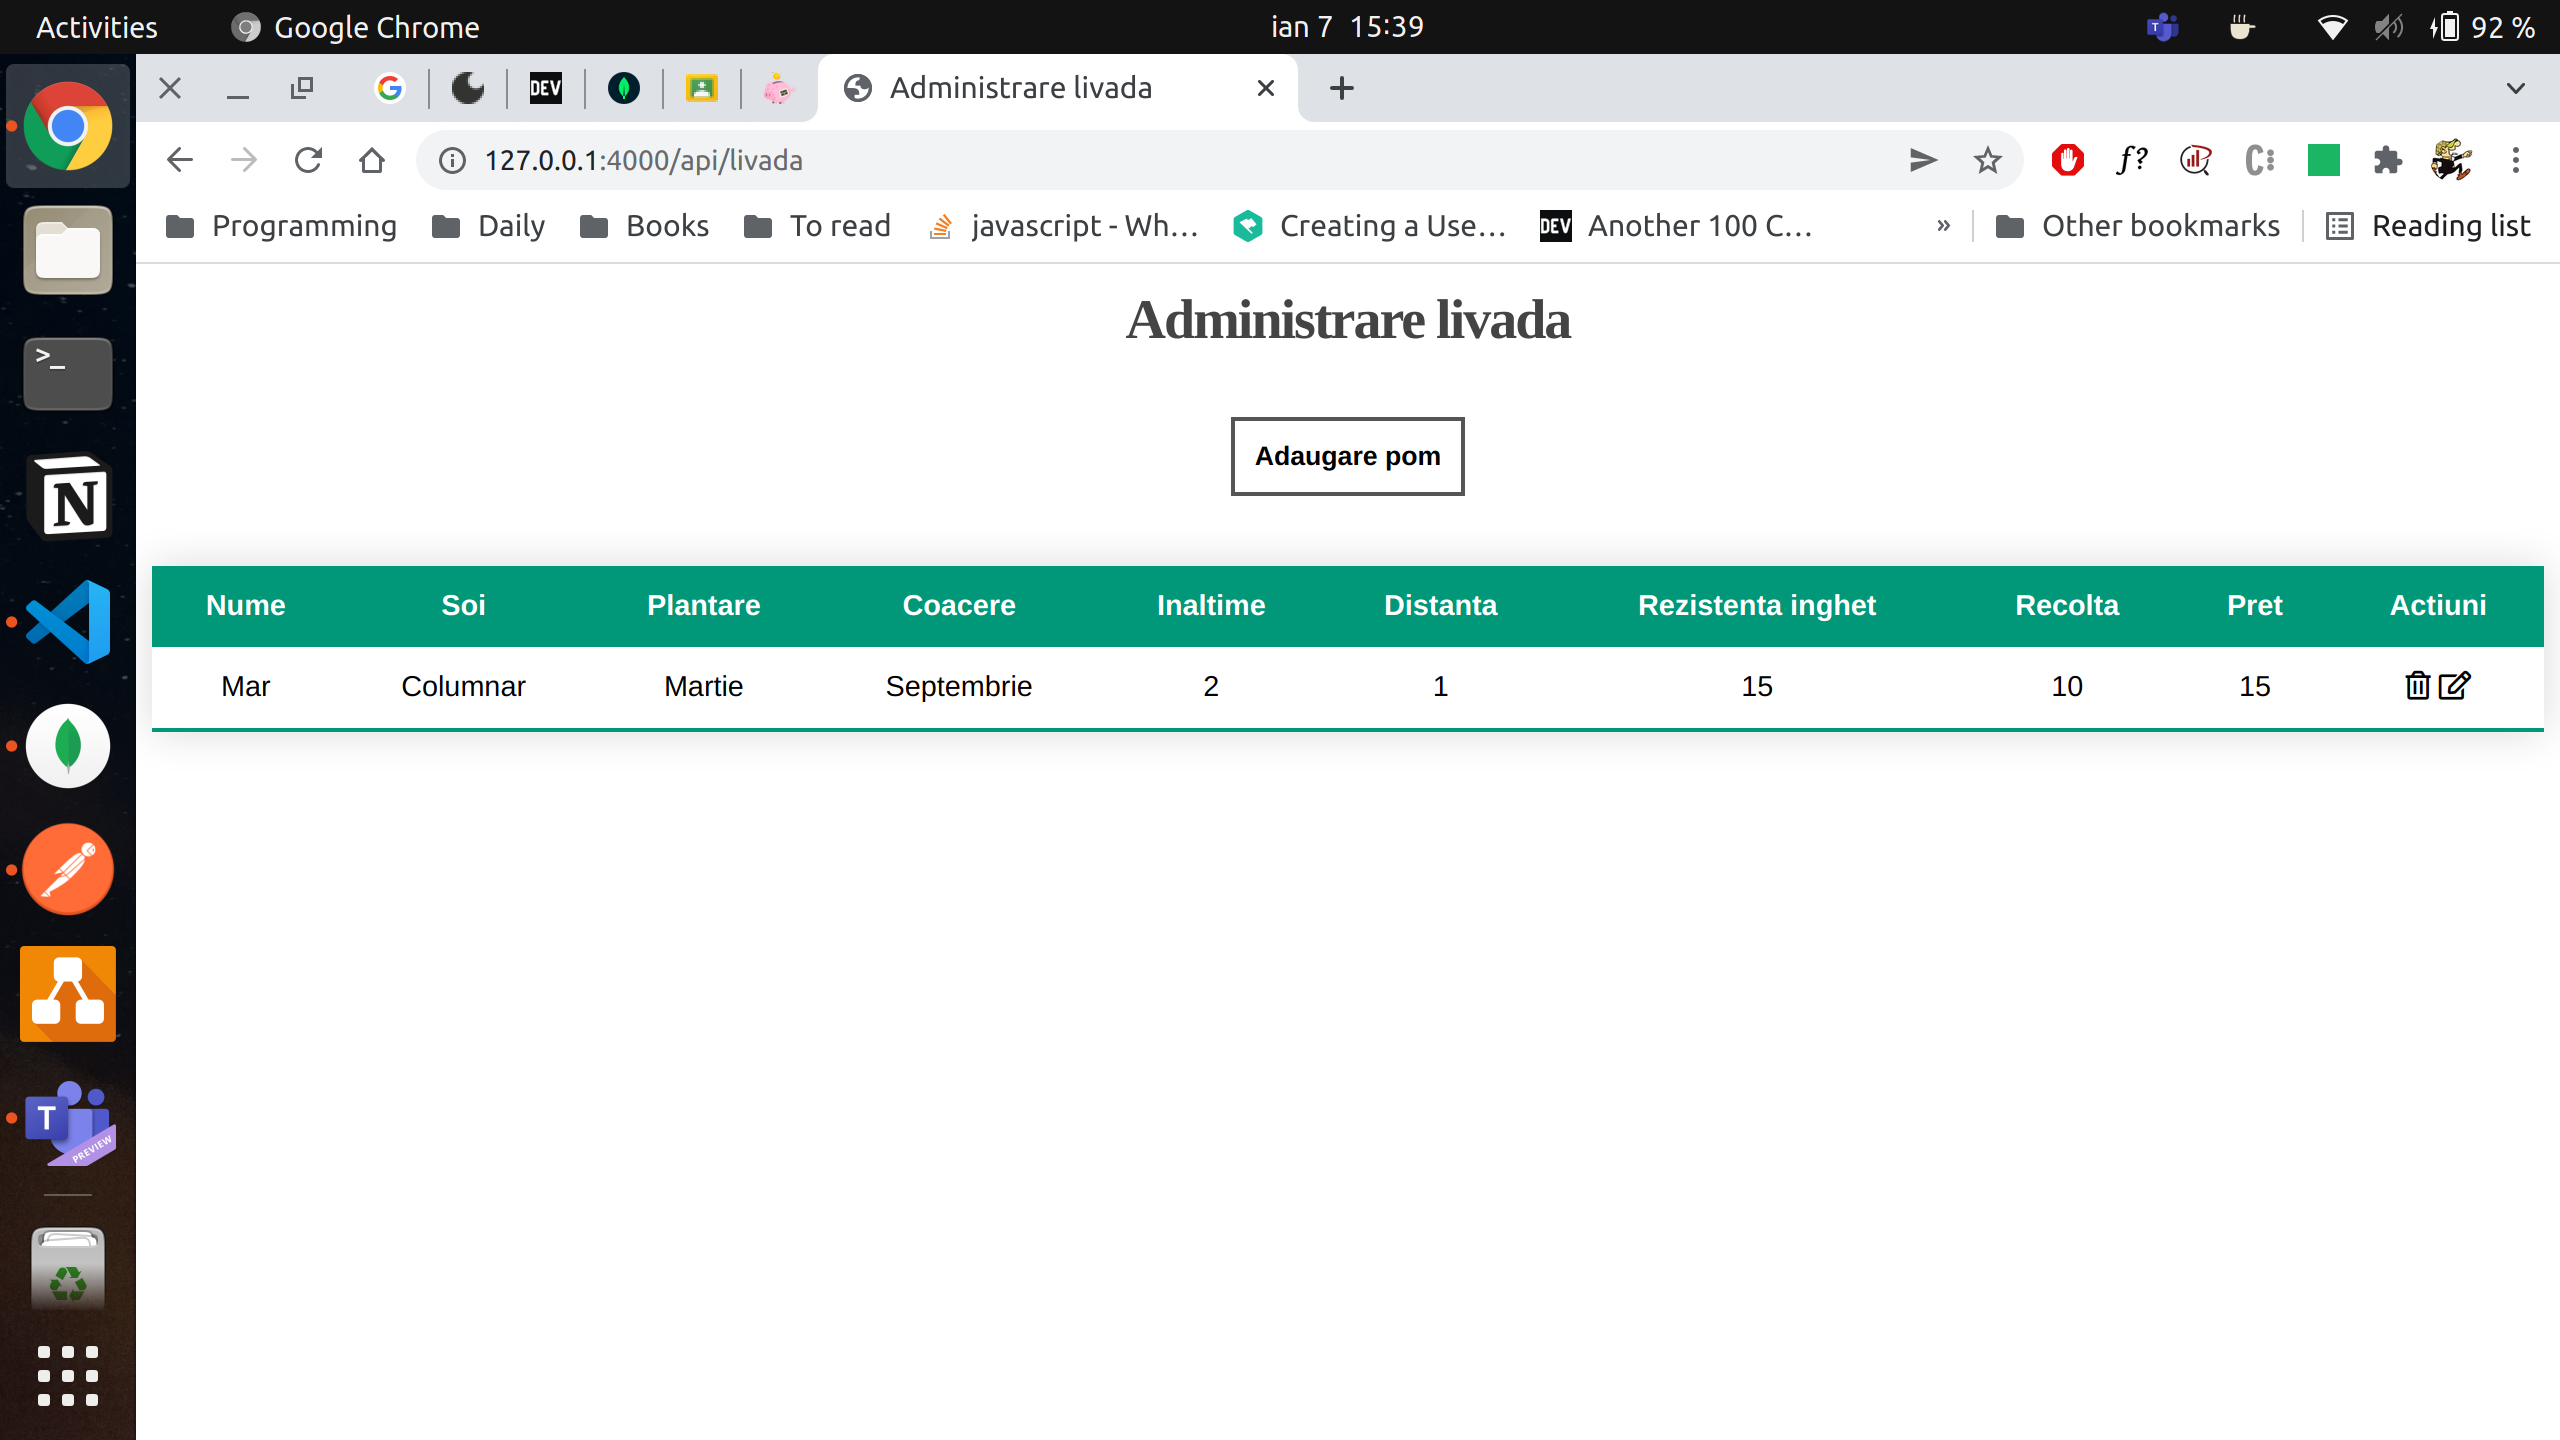 Activities Google Chrome ian 7 15:39 92 %
DEV Administrare livada
127.0.0.1:4000/api/livada f?
Programming Daily Books To read javascript - Wh... Creating a Use... DEV Another 100 C... » Other bookmarks Reading list
Administrare livada
Adaugare pom
Nume Soi Plantare Coacere Inaltime Distanta Rezistenta inghet Recolta Pret Actiuni
Mar Columnar Martie Septembrie 2 1 15 10 15
>_
N
T
PREVIEW